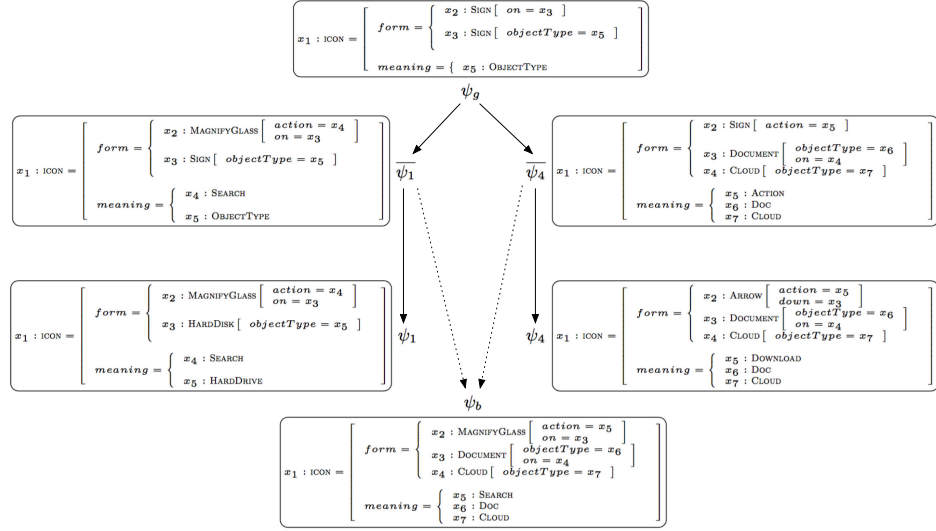 x₁ : ICON =
form =
x₂ : SIGN [ on = x₃ ]
x₃ : SIGN [ objectType = x₅ ]
meaning = { x₅ : OBJECTTYPE
ψg
x₁ : ICON =
form =
x₂ : MAGNIFYGLASS [ action = x₄
on = x₃ ]
x₃ : SIGN [ objectType = x₅ ]
meaning = {
x₄ : SEARCH
x₅ : OBJECTTYPE
ψ̅₁
ψ̅₄
x₁ : ICON =
form =
x₂ : SIGN [ action = x₅ ]
x₃ : DOCUMENT [ objectType = x₆
on = x₄ ]
x₄ : CLOUD [ objectType = x₇ ]
meaning = {
x₅ : ACTION
x₆ : DOC
x₇ : CLOUD
x₁ : ICON =
form =
x₂ : MAGNIFYGLASS [ action = x₄
on = x₃ ]
x₃ : HARDDISK [ objectType = x₅ ]
meaning = {
x₄ : SEARCH
x₅ : HARDDRIVE
ψ₁
ψ₄
x₁ : ICON =
form =
x₂ : ARROW [ action = x₅
down = x₃ ]
x₃ : DOCUMENT [ objectType = x₆
on = x₄ ]
x₄ : CLOUD [ objectType = x₇ ]
meaning = {
x₅ : DOWNLOAD
x₆ : DOC
x₇ : CLOUD
ψb
x₁ : ICON =
form =
x₂ : MAGNIFYGLASS [ action = x₅
on = x₃ ]
x₃ : DOCUMENT [ objectType = x₆
on = x₄ ]
x₄ : CLOUD [ objectType = x₇ ]
meaning = {
x₅ : SEARCH
x₆ : DOC
x₇ : CLOUD